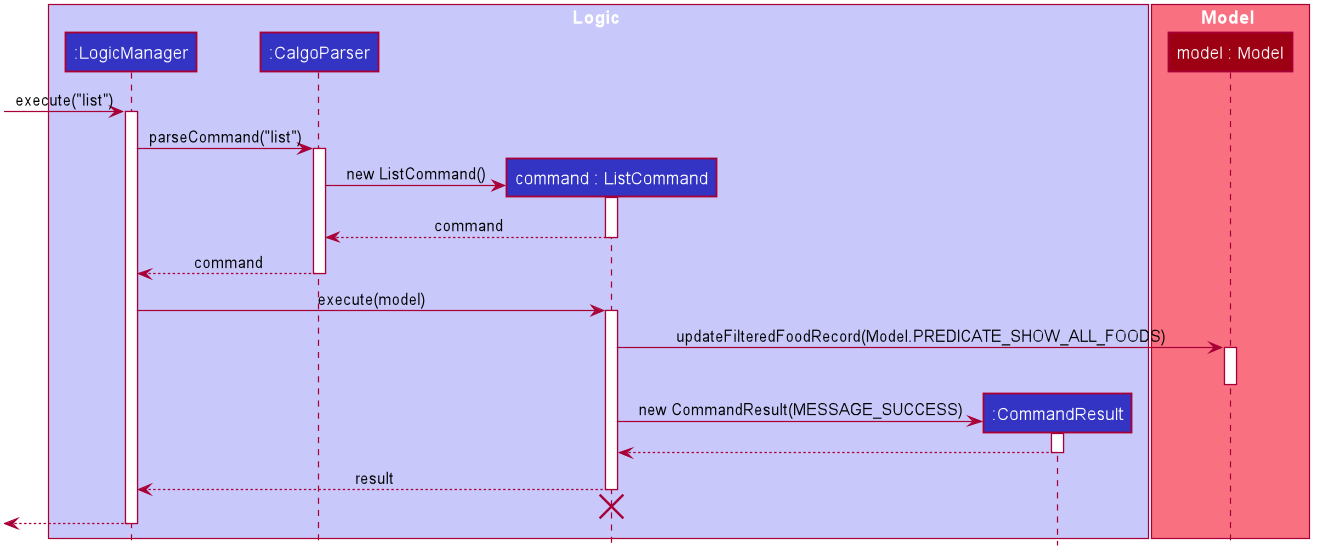 Logic
Model
:LogicManager
:CalgoParser
model : Model
execute("list")
parseCommand("list")
new ListCommand()
command : ListCommand
command
command
execute(model)
updateFilteredFoodRecord(Model.PREDICATE_SHOW_ALL_FOODS)
new CommandResult(MESSAGE_SUCCESS)
:CommandResult
result